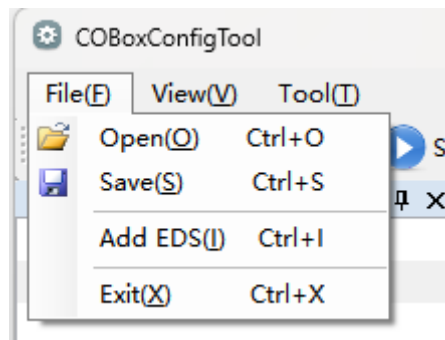 COBoxConfigTool
File(F) View(V) Tool(T)
Open(O) Ctrl+O
S
Save(S) Ctrl+S
Add EDS(I) Ctrl+I
Exit(X) Ctrl+X